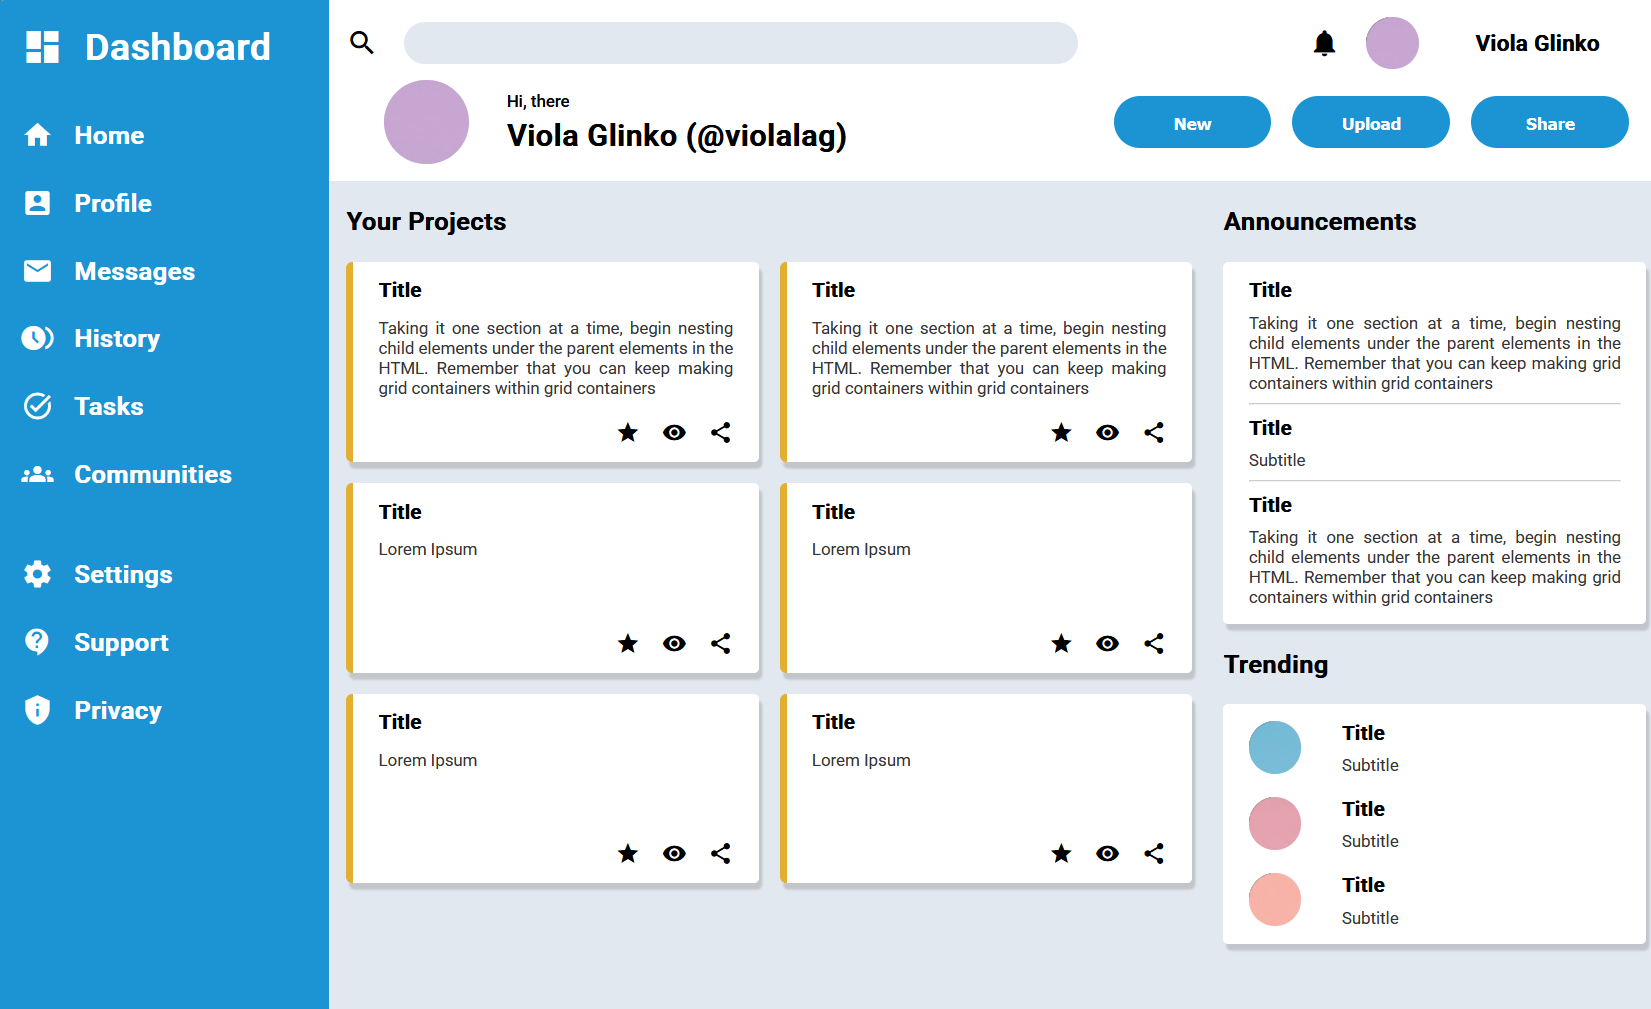 Dashboard
Home
Profile
Messages
History
Tasks
Communities
Settings
Support
Privacy
Viola Glinko
Hi, there
Viola Glinko (@violalag)
New
Upload
Share
Your Projects
Title
Taking it one section at a time, begin nesting
child elements under the parent elements in the
HTML. Remember that you can keep making
grid containers within grid containers
Title
Taking it one section at a time, begin nesting
child elements under the parent elements in the
HTML. Remember that you can keep making
grid containers within grid containers
Title
Lorem Ipsum
Title
Lorem Ipsum
Title
Lorem Ipsum
Title
Lorem Ipsum
Announcements
Title
Taking it one section at a time, begin nesting
child elements under the parent elements in the
HTML. Remember that you can keep making grid
containers within grid containers
Title
Subtitle
Title
Taking it one section at a time, begin nesting
child elements under the parent elements in the
HTML. Remember that you can keep making grid
containers within grid containers
Trending
Title
Subtitle
Title
Subtitle
Title
Subtitle